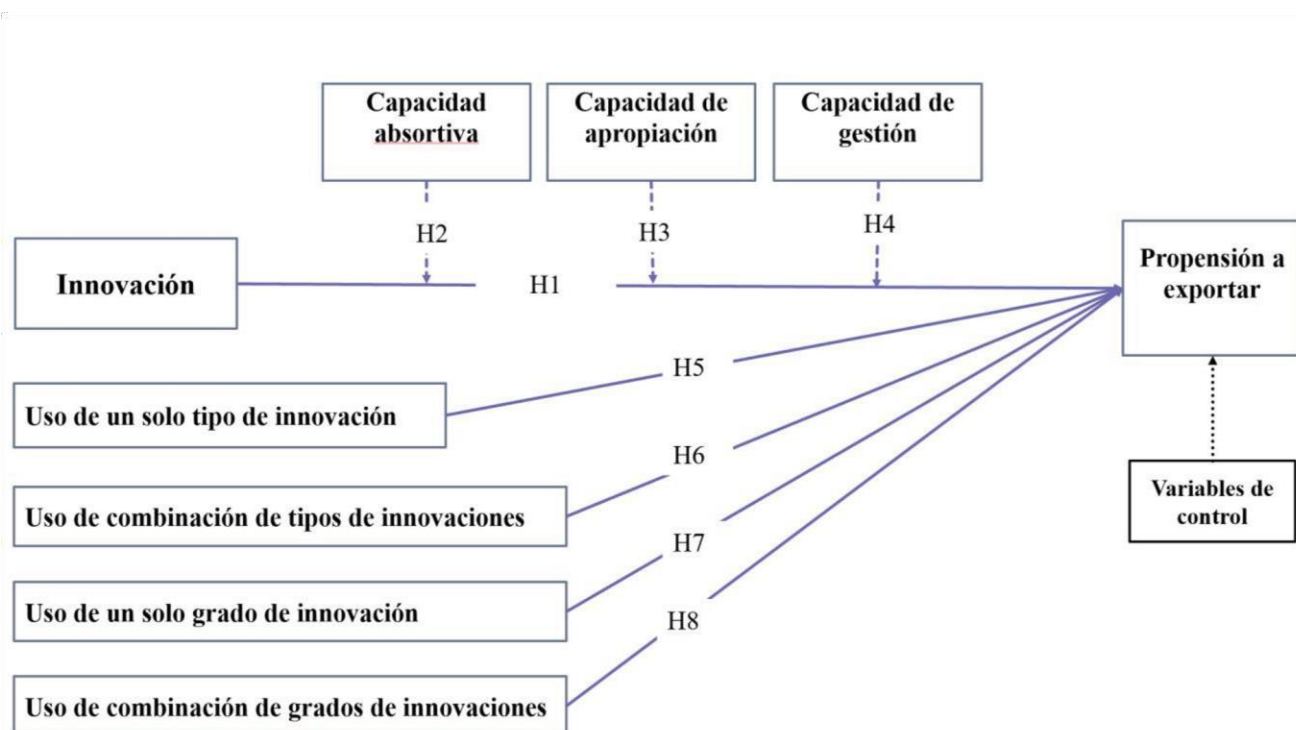 Capacidad
absortiva
Capacidad de
apropiación
Capacidad de
gestión
H2
H3
H4
Innovación
H1
Propensión a
exportar
Uso de un solo tipo de innovación
H5
Uso de combinación de tipos de innovaciones
H6
Variables de
control
Uso de un solo grado de innovación
H7
Uso de combinación de grados de innovaciones
H8